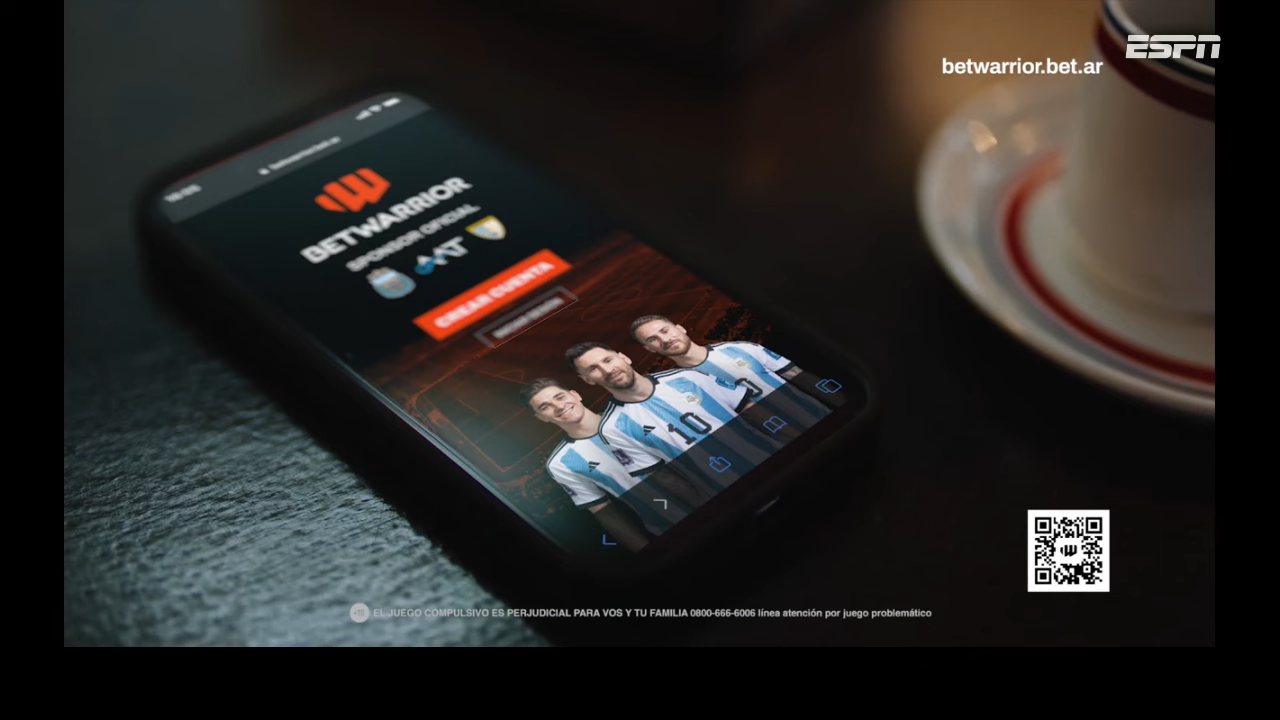 ESPN
betwarrior.bet.ar
BETWARRIOR
SPONSOR OFICIAL
CREAR CUENTA
10
EL JUEGO COMPULSIVO ES PERJUDICIAL PARA VOS Y TU FAMILIA 0800-666-6006 línea atención por juego problemático